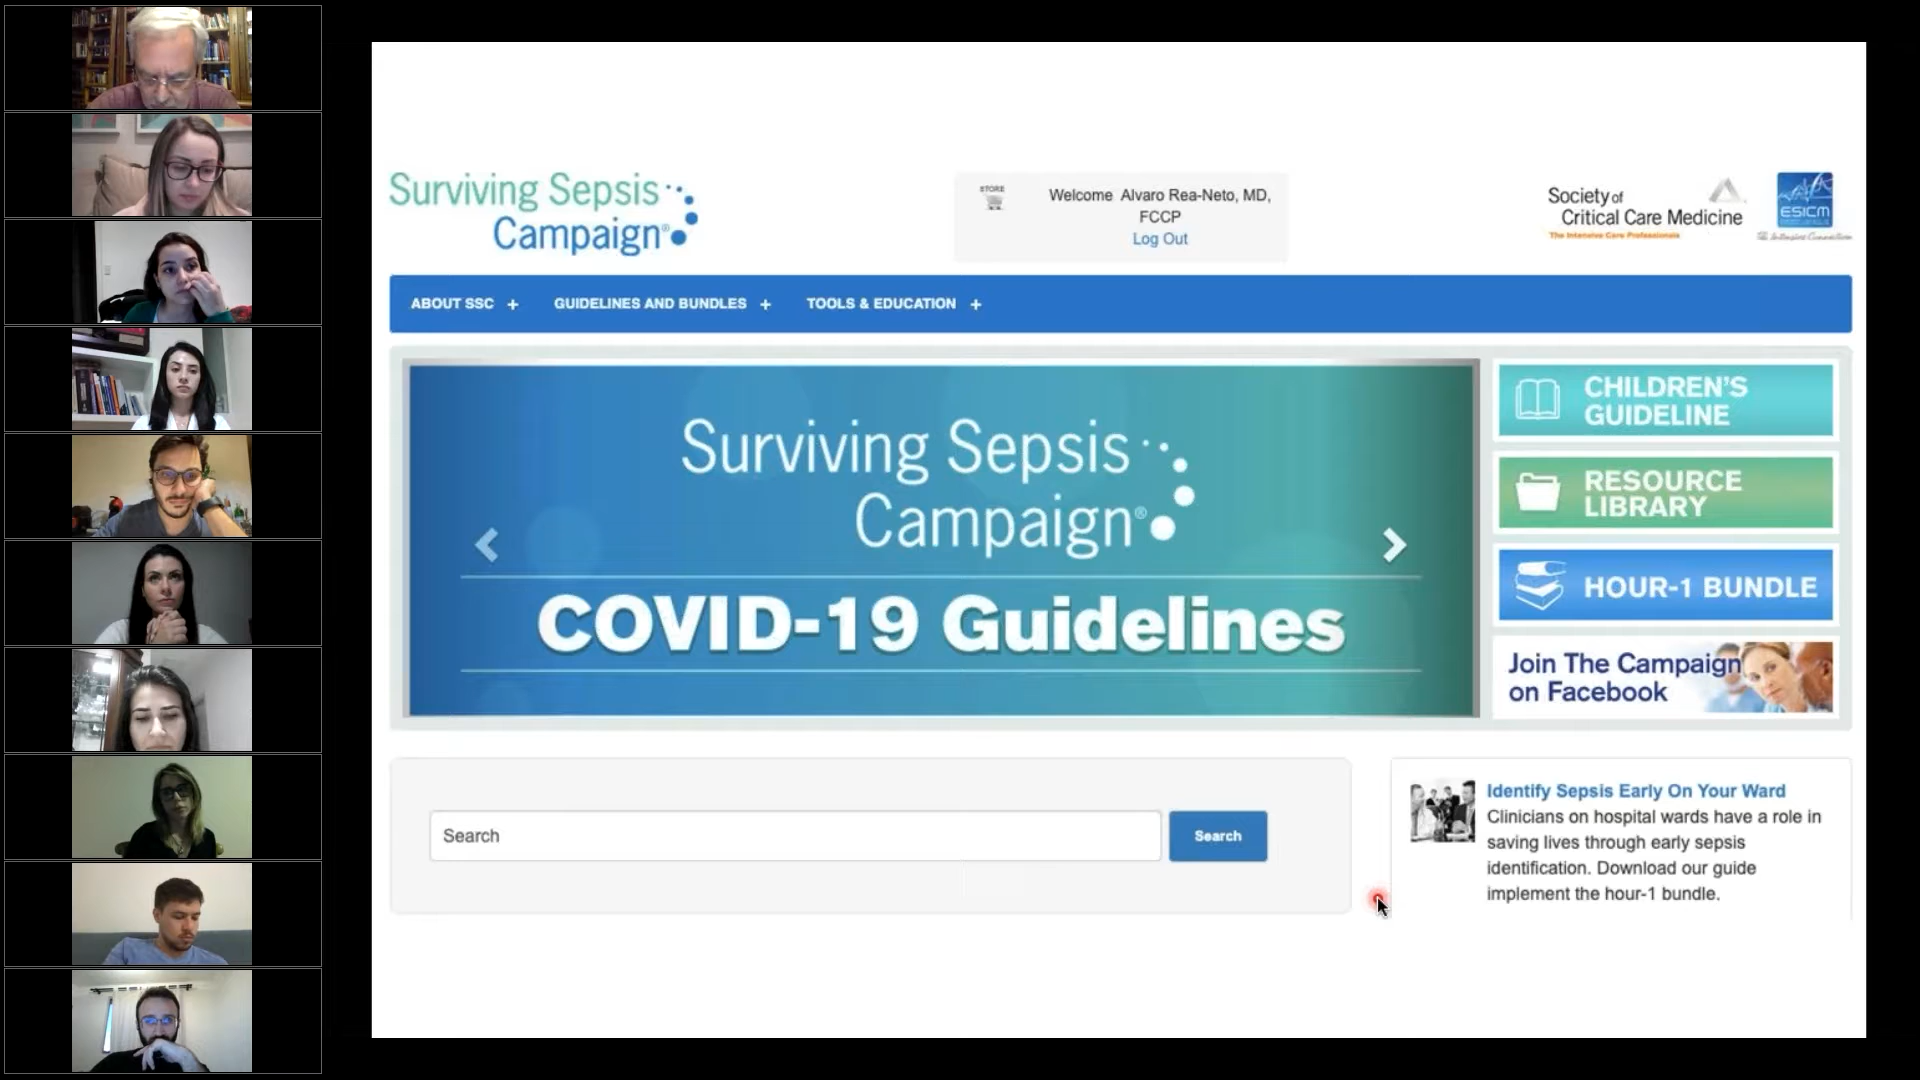 Surviving Sepsis
Campaign®
STORE
Welcome Alvaro Rea-Neto, MD,
FCCP
Log Out
Society of
Critical Care Medicine
The Intensive Care Professionals
ESICM
The Intensive Connection
ABOUT SSC +
GUIDELINES AND BUNDLES +
TOOLS & EDUCATION +
Surviving Sepsis
Campaign®
COVID-19 Guidelines
CHILDREN'S
GUIDELINE
RESOURCE
LIBRARY
HOUR-1 BUNDLE
Join The Campaign
on Facebook
Search
Search
Identify Sepsis Early On Your Ward
Clinicians on hospital wards have a role in
saving lives through early sepsis
identification. Download our guide
implement the hour-1 bundle.